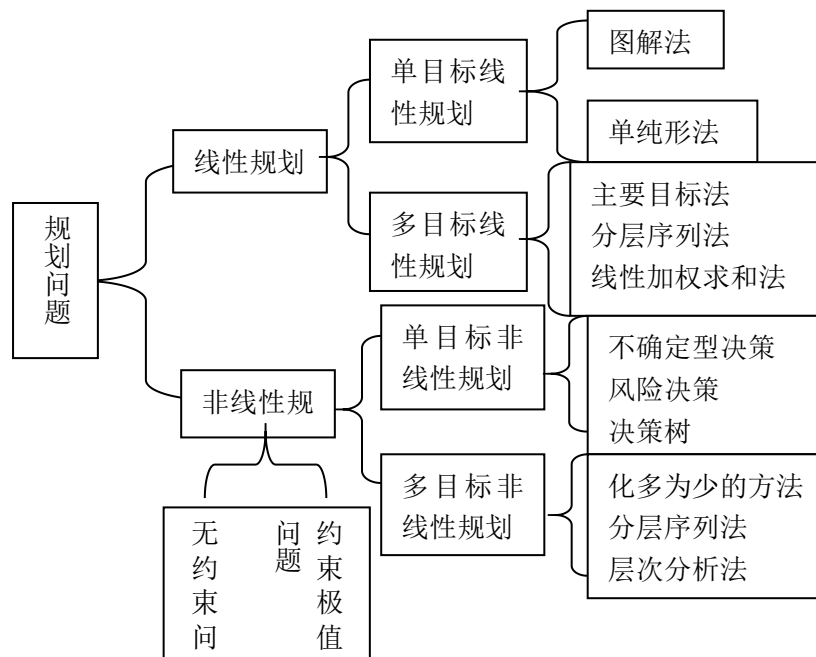 规划问题
线性规划
非线性规
单目标线
性规划
多目标线
性规划
单目标非
线性规划
多目标非
线性规划
图解法
单纯形法
主要目标法
分层序列法
线性加权求和法
不确定型决策
风险决策
决策树
化多为少的方法
分层序列法
层次分析法
无约束问
约束极值
问题